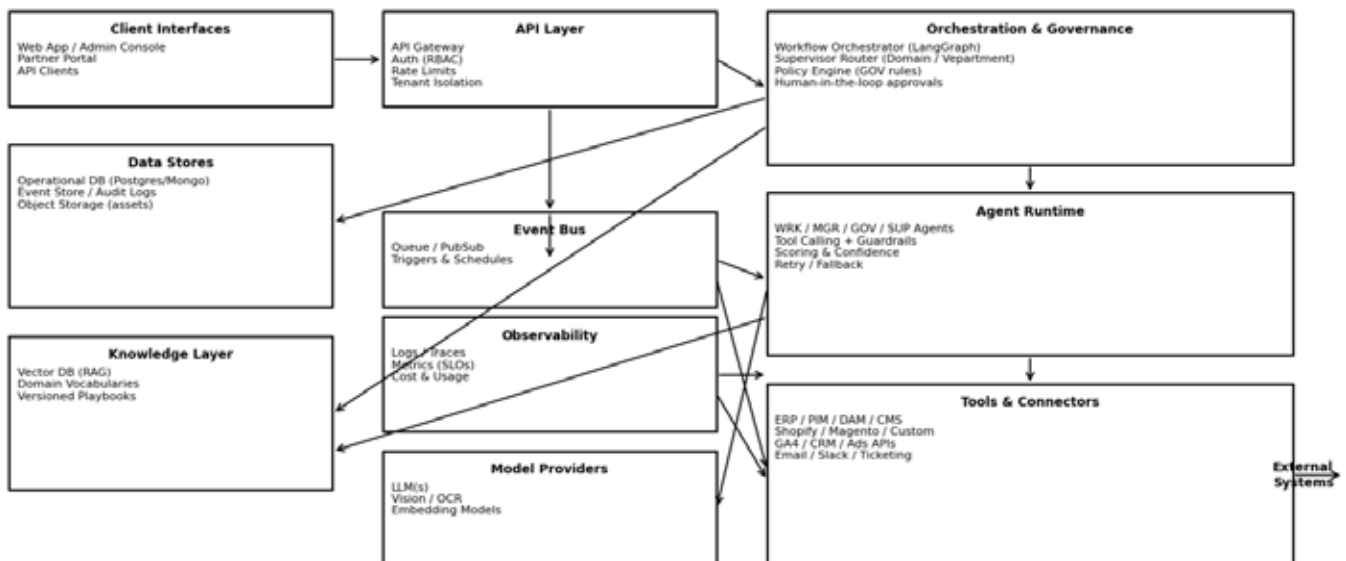 Client Interfaces
Web App / Admin Console
Partner Portal
API Clients
API Layer
API Gateway
Auth (RBAC)
Rate Limits
Tenant Isolation
Orchestration & Governance
Workflow Orchestrator (LangGraph)
Supervisor Router (Domain / Vepartment)
Policy Engine (GOV rules)
Human-in-the-loop approvals
Data Stores
Operational DB (Postgres/Mongo)
Event Store / Audit Logs
Object Storage (assets)
Event Bus
Queue / PubSub
Triggers & Schedules
Agent Runtime
WRK / MGR / GOV / SUP Agents
Tool Calling + Guardrails
Scoring & Confidence
Retry / Fallback
Knowledge Layer
Vector DB (RAG)
Domain Vocabularies
Versioned Playbooks
Observability
Logs / Traces
Metrics (SLOs)
Cost & Usage
Tools & Connectors
ERP / PIM / DAM / CMS
Shopify / Magento / Custom
GA4 / CRM / Ads APIs
Email / Slack / Ticketing
Model Providers
LLM(s)
Vision / OCR
Embedding Models
External
Systems